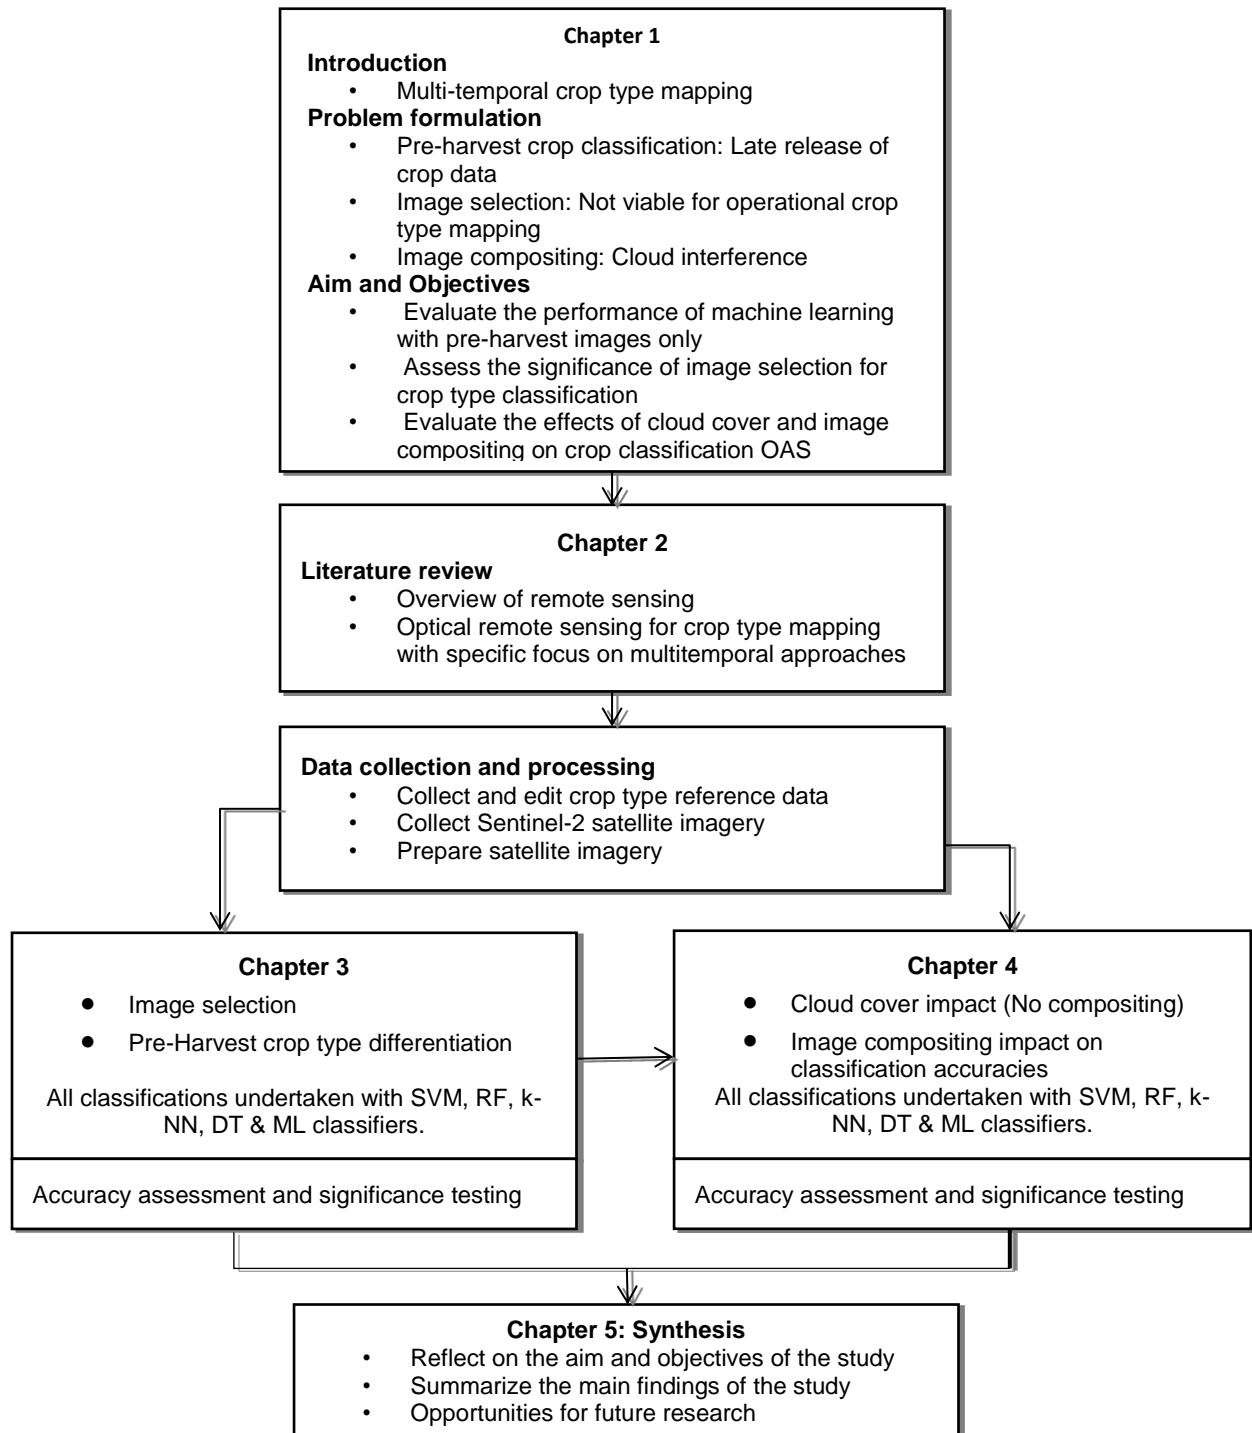 Chapter 1
Introduction
• Multi-temporal crop type mapping
Problem formulation
• Pre-harvest crop classification: Late release of
crop data
• Image selection: Not viable for operational crop
type mapping
• Image compositing: Cloud interference
Aim and Objectives
• Evaluate the performance of machine learning
with pre-harvest images only
• Assess the significance of image selection for
crop type classification
• Evaluate the effects of cloud cover and image
compositing on crop classification OAS
Chapter 2
Literature review
• Overview of remote sensing
• Optical remote sensing for crop type mapping
with specific focus on multitemporal approaches
Data collection and processing
• Collect and edit crop type reference data
• Collect Sentinel-2 satellite imagery
• Prepare satellite imagery
Chapter 3
● Image selection
● Pre-Harvest crop type differentiation
All classifications undertaken with SVM, RF, k-
NN, DT & ML classifiers.
Accuracy assessment and significance testing
Chapter 4
● Cloud cover impact (No compositing)
● Image compositing impact on
classification accuracies
All classifications undertaken with SVM, RF, k-
NN, DT & ML classifiers.
Accuracy assessment and significance testing
Chapter 5: Synthesis
• Reflect on the aim and objectives of the study
• Summarize the main findings of the study
• Opportunities for future research